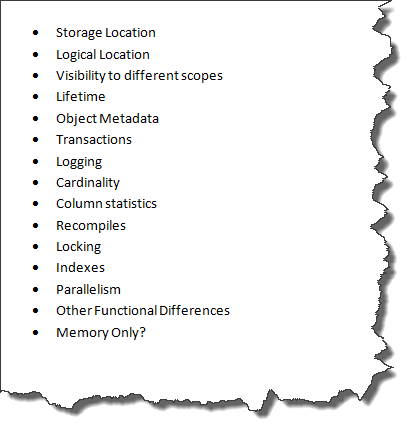 • Storage Location
• Logical Location
• Visibility to different scopes
• Lifetime
• Object Metadata
• Transactions
• Logging
• Cardinality
• Column statistics
• Recompiles
• Locking
• Indexes
• Parallelism
• Other Functional Differences
• Memory Only?